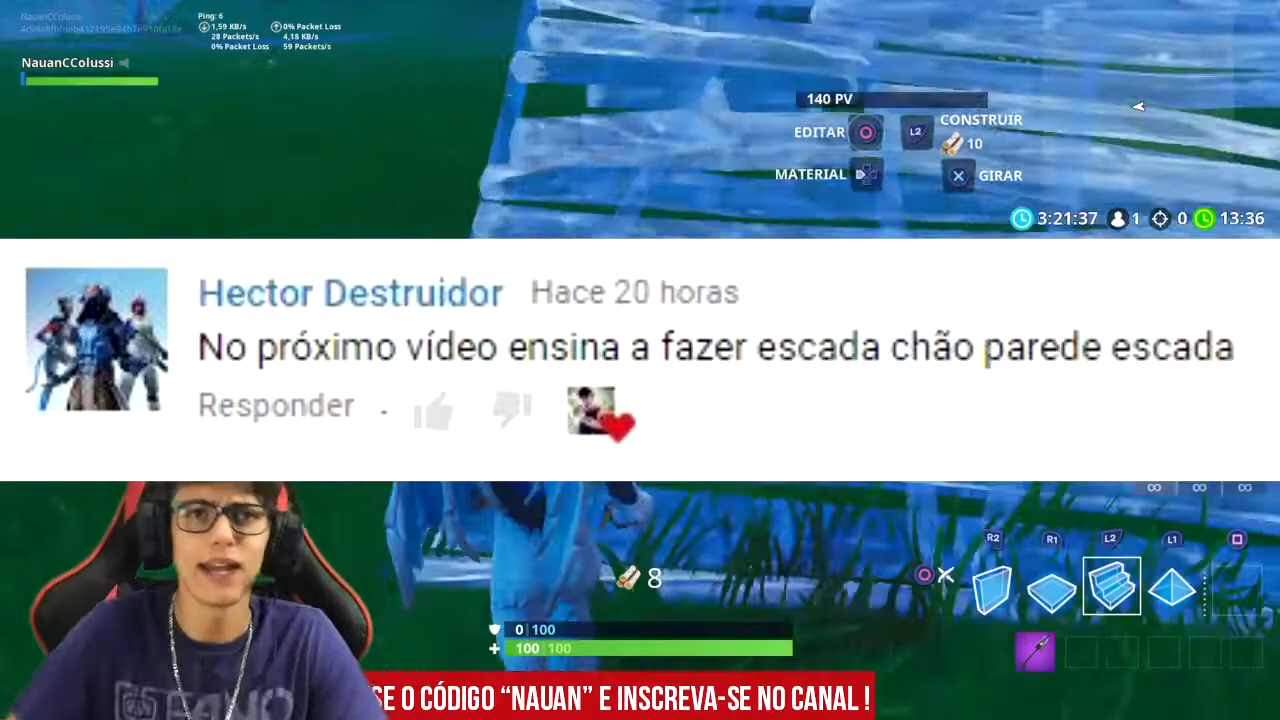 NauanCColussi
Ping: 6
1,59 KB/s
0% Packet Loss
28 Packets/s
4,18 KB/s
0% Packet Loss
59 Packets/s
NauanCColussi
140 PV
EDITAR
L2
CONSTRUIR
10
MATERIAL
GIRAR
3:21:37
1
0
13:36
Hector Destruidor Hace 20 horas
No próximo vídeo ensina a fazer escada chão parede escada
Responder
∞ ∞ ∞
R2 R1 L2 L1
8
0|100
100|100
SE O CÓDIGO “NAUAN” E INSCREVA-SE NO CANAL !